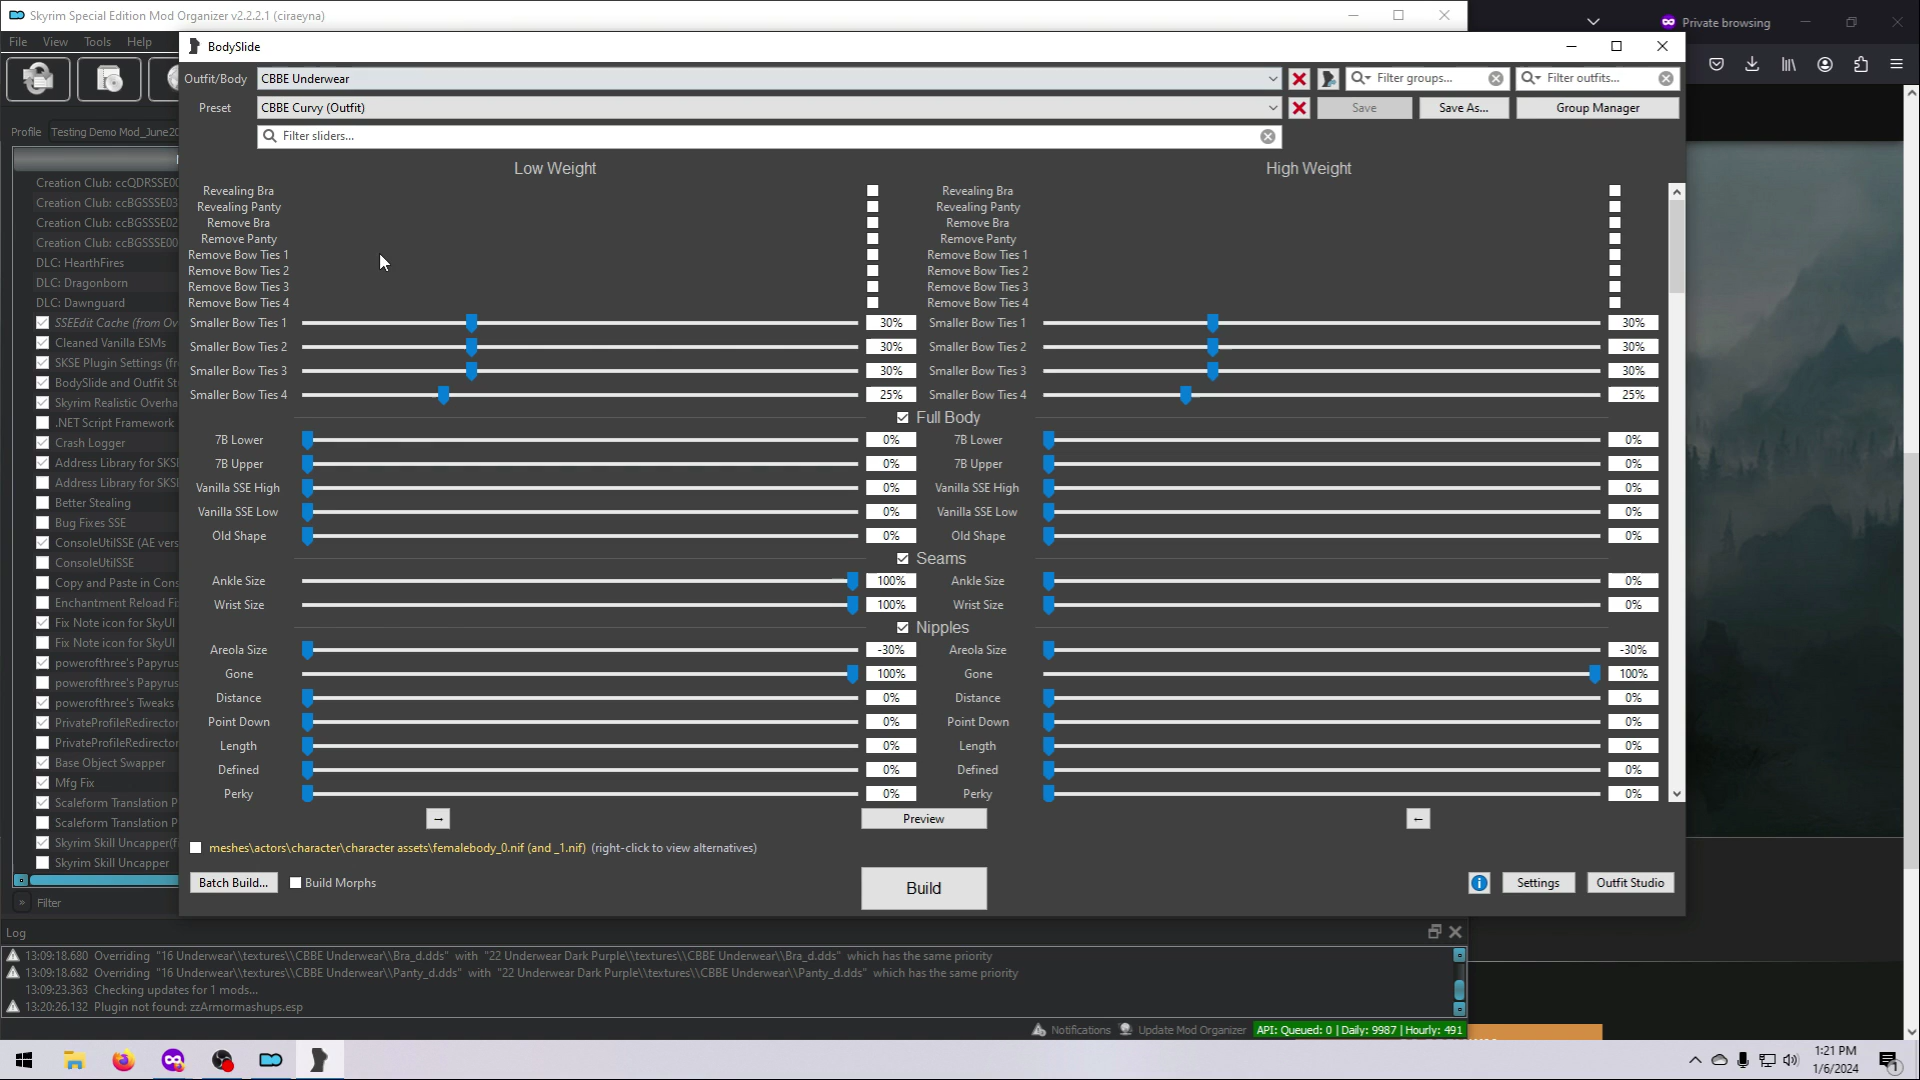 Skyrim Special Edition Mod Organizer v2.2.2.1 (ciraeyna)
Private browsing
File View Tools Help
BodySlide
Outfit/Body CBBE Underwear Filter groups... Filter outfits...
Preset CBBE Curvy (Outfit) Save Save As... Group Manager
Filter sliders...
Profile Testing Demo Mod_June20
Low Weight High Weight
Creation Club: ccQDRSSE00
Creation Club: ccBGSSSE03
Creation Club: ccBGSSSE02
Creation Club: ccBGSSSE00
DLC: HearthFires
DLC: Dragonborn
DLC: Dawnguard
SSEEdit Cache (from Ov
Cleaned Vanilla ESMs
SKSE Plugin Settings (fr
BodySlide and Outfit St
Skyrim Realistic Overha
.NET Script Framework
Crash Logger
Address Library for SKSI
Address Library for SKSI
Better Stealing
Bug Fixes SSE
ConsoleUtilSSE (AE vers
ConsoleUtilSSE
Copy and Paste in Cons
Enchantment Reload Fi
Fix Note icon for SkyUI
Fix Note icon for SkyUI
powerofthree's Papyrus
powerofthree's Papyrus
powerofthree's Tweaks
PrivateProfileRedirector
PrivateProfileRedirector
Base Object Swapper
Mfg Fix
Scaleform Translation P
Scaleform Translation P
Skyrim Skill Uncapper(f
Skyrim Skill Uncapper
» Filter
Revealing Bra Revealing Bra
Revealing Panty Revealing Panty
Remove Bra Remove Bra
Remove Panty Remove Panty
Remove Bow Ties 1 Remove Bow Ties 1
Remove Bow Ties 2 Remove Bow Ties 2
Remove Bow Ties 3 Remove Bow Ties 3
Remove Bow Ties 4 Remove Bow Ties 4
Smaller Bow Ties 1 30% Smaller Bow Ties 1 30%
Smaller Bow Ties 2 30% Smaller Bow Ties 2 30%
Smaller Bow Ties 3 30% Smaller Bow Ties 3 30%
Smaller Bow Ties 4 25% Smaller Bow Ties 4 25%
Full Body
7B Lower 0% 7B Lower 0%
7B Upper 0% 7B Upper 0%
Vanilla SSE High 0% Vanilla SSE High 0%
Vanilla SSE Low 0% Vanilla SSE Low 0%
Old Shape 0% Old Shape 0%
Seams
Ankle Size 100% Ankle Size 0%
Wrist Size 100% Wrist Size 0%
Nipples
Areola Size -30% Areola Size -30%
Gone 100% Gone 100%
Distance 0% Distance 0%
Point Down 0% Point Down 0%
Length 0% Length 0%
Defined 0% Defined 0%
Perky 0% Perky 0%
→ Preview ←
meshes\actors\character\character assets\femalebody_0.nif (and _1.nif) (right-click to view alternatives)
Batch Build... Build Morphs Build Settings Outfit Studio
Log
13:09:18.680 Overriding "16 Underwear\\textures\\CBBE Underwear\\Bra_d.dds" with "22 Underwear Dark Purple\\textures\\CBBE Underwear\\Bra_d.dds" which has the same priority
13:09:18.682 Overriding "16 Underwear\\textures\\CBBE Underwear\\Panty_d.dds" with "22 Underwear Dark Purple\\textures\\CBBE Underwear\\Panty_d.dds" which has the same priority
13:09:23.363 Checking updates for 1 mods...
13:20:26.132 Plugin not found: zzArmormashups.esp
Notifications Update Mod Organizer API: Queued: 0 | Daily: 9987 | Hourly: 491
1:21 PM
1/6/2024
1